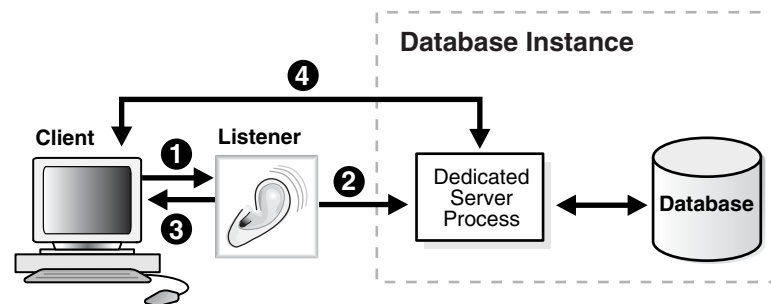 Database Instance
4
Client
Listener
1
2
3
Dedicated
Server
Process
Database